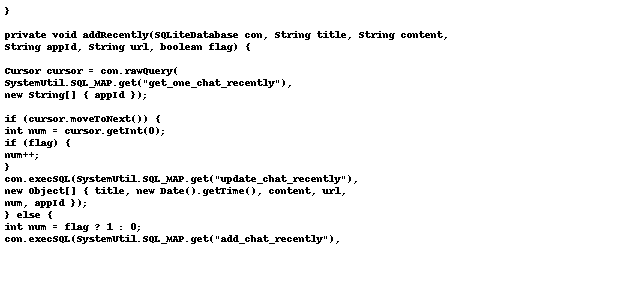 }
private void addRecently(SQLiteDatabase con, String title, String content,
String appId, String url, boolean flag) {
Cursor cursor = con.rawQuery(
SystemUtil.SQL_MAP.get("get_one_chat_recently"),
new String[] { appId });
if (cursor.moveToNext()) {
int num = cursor.getInt(0);
if (flag) {
num++;
}
con.execSQL(SystemUtil.SQL_MAP.get("update_chat_recently"),
new Object[] { title, new Date().getTime(), content, url,
num, appId });
} else {
int num = flag ? 1 : 0;
con.execSQL(SystemUtil.SQL_MAP.get("add_chat_recently"),